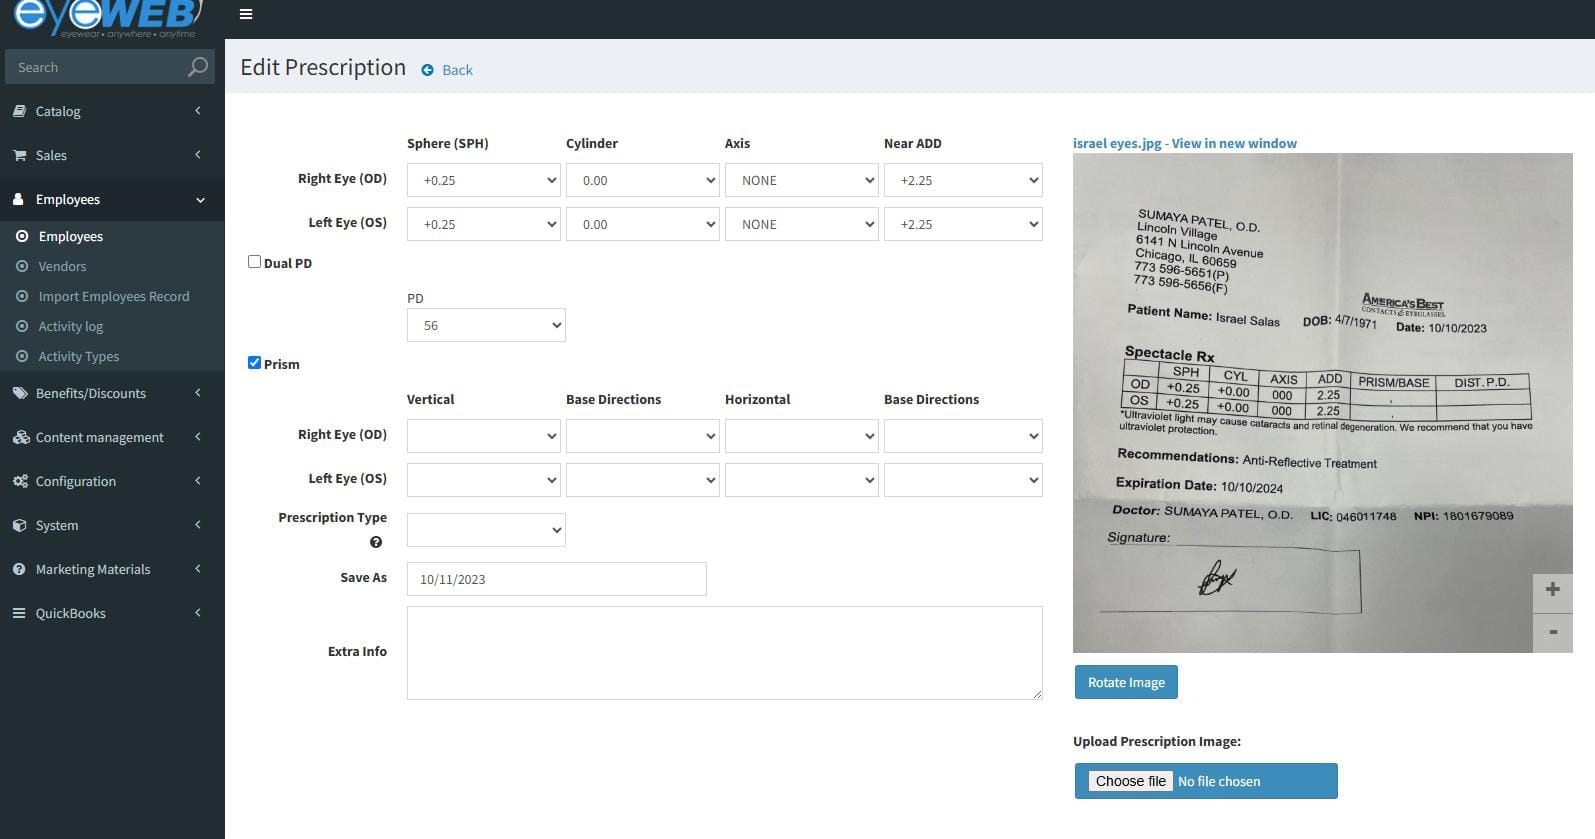 eyeWEB
eyewear • anywhere • anytime
Search
Catalog
Sales
Employees
Employees
Vendors
Import Employees Record
Activity log
Activity Types
Benefits/Discounts
Content management
Configuration
System
Marketing Materials
QuickBooks
Edit Prescription Back
Sphere (SPH) Cylinder Axis Near ADD
Right Eye (OD) +0.25 0.00 NONE +2.25
Left Eye (OS) +0.25 0.00 NONE +2.25
Dual PD
PD
56
Prism
Vertical Base Directions Horizontal Base Directions
Right Eye (OD)
Left Eye (OS)
Prescription Type
?
Save As 10/11/2023
Extra Info
israel eyes.jpg - View in new window
SUMAYA PATEL, O.D.
Lincoln Village
6141 N Lincoln Avenue
Chicago, IL 60659
773 596-5651(P)
773 596-5656(F)
AMERICA'S BEST
CONTACTS & EYEGLASSES
Patient Name: Israel Salas DOB: 4/7/1971 Date: 10/10/2023
Spectacle Rx
SPH CYL AXIS ADD PRISM/BASE DIST. P.D.
OD +0.25 +0.00 000 2.25 ,
OS +0.25 +0.00 000 2.25 ,
*Ultraviolet light may cause cataracts and retinal degeneration. We recommend that you have
ultraviolet protection.
Recommendations: Anti-Reflective Treatment
Expiration Date: 10/10/2024
Doctor: SUMAYA PATEL, O.D. LIC: 046011748 NPI: 1801679089
Signature:
+
-
Rotate Image
Upload Prescription Image:
Choose file No file chosen